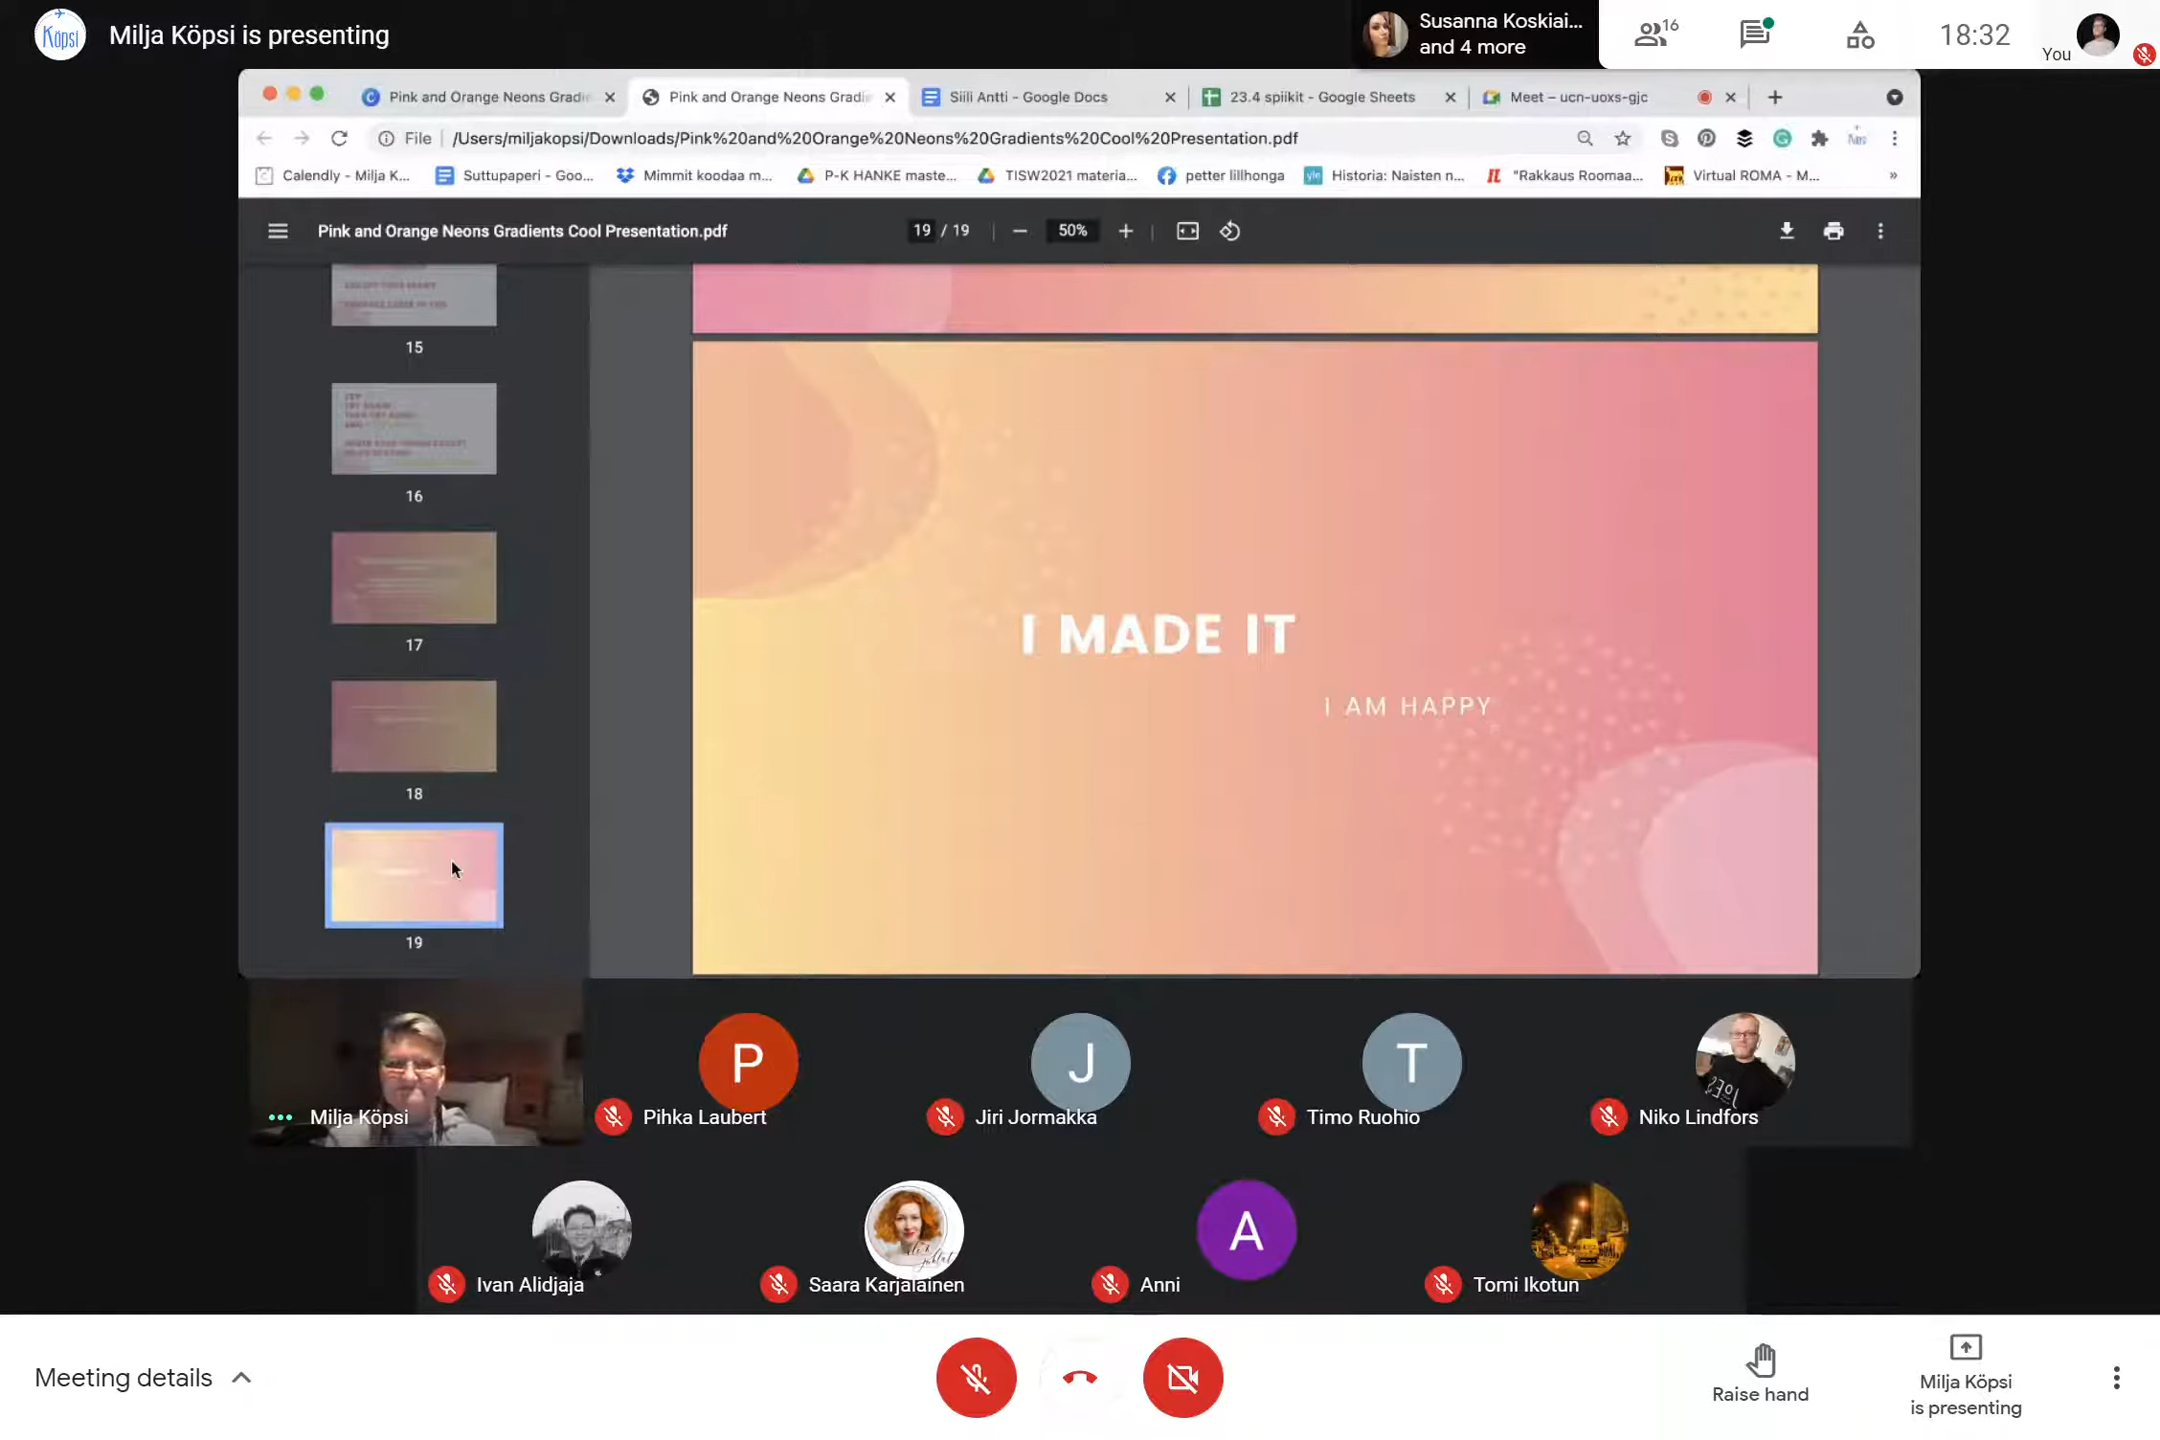 Köpsi
Milja Köpsi is presenting
Susanna Koskiai...
and 4 more
16
18:32
You
Pink and Orange Neons Gradie
Pink and Orange Neons Gradie
Siili Antti - Google Docs
23.4 spiikit - Google Sheets
Meet – ucn-uoxs-gjc
File
/Users/miljakopsi/Downloads/Pink%20and%20Orange%20Neons%20Gradients%20Cool%20Presentation.pdf
Calendly - Milja K...
Suttupaperi - Goo...
Mimmit koodaa m...
P-K HANKE maste...
TISW2021 materia...
petter lillhonga
Historia: Naisten n...
"Rakkaus Roomaa...
Virtual ROMA - M...
»
Pink and Orange Neons Gradients Cool Presentation.pdf
19 / 19
50%
15
16
17
18
19
I MADE IT
I AM HAPPY
Milja Köpsi
P
Pihka Laubert
J
Jiri Jormakka
T
Timo Ruohio
Niko Lindfors
Ivan Alidjaja
Saara Karjalainen
A
Anni
Tomi Ikotun
Meeting details
Raise hand
Milja Köpsi
is presenting